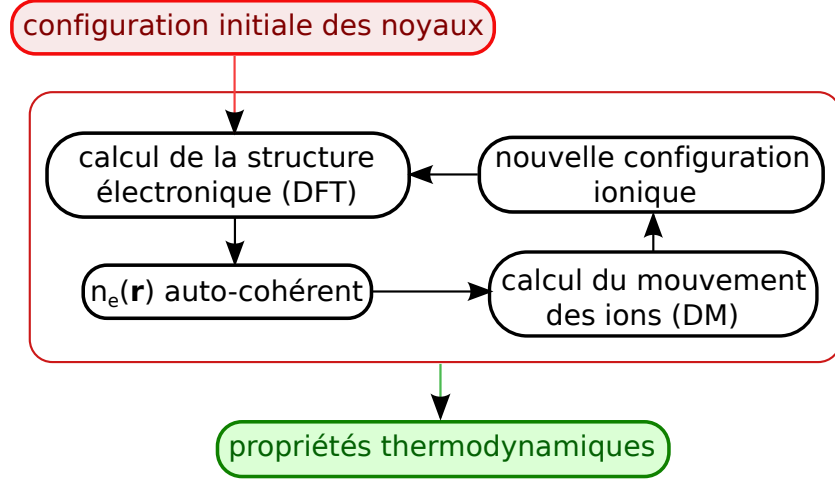 configuration initiale des noyaux
calcul de la structure
électronique (DFT)
nouvelle configuration
ionique
nₑ(r) auto-cohérent
calcul du mouvement
des ions (DM)
propriétés thermodynamiques